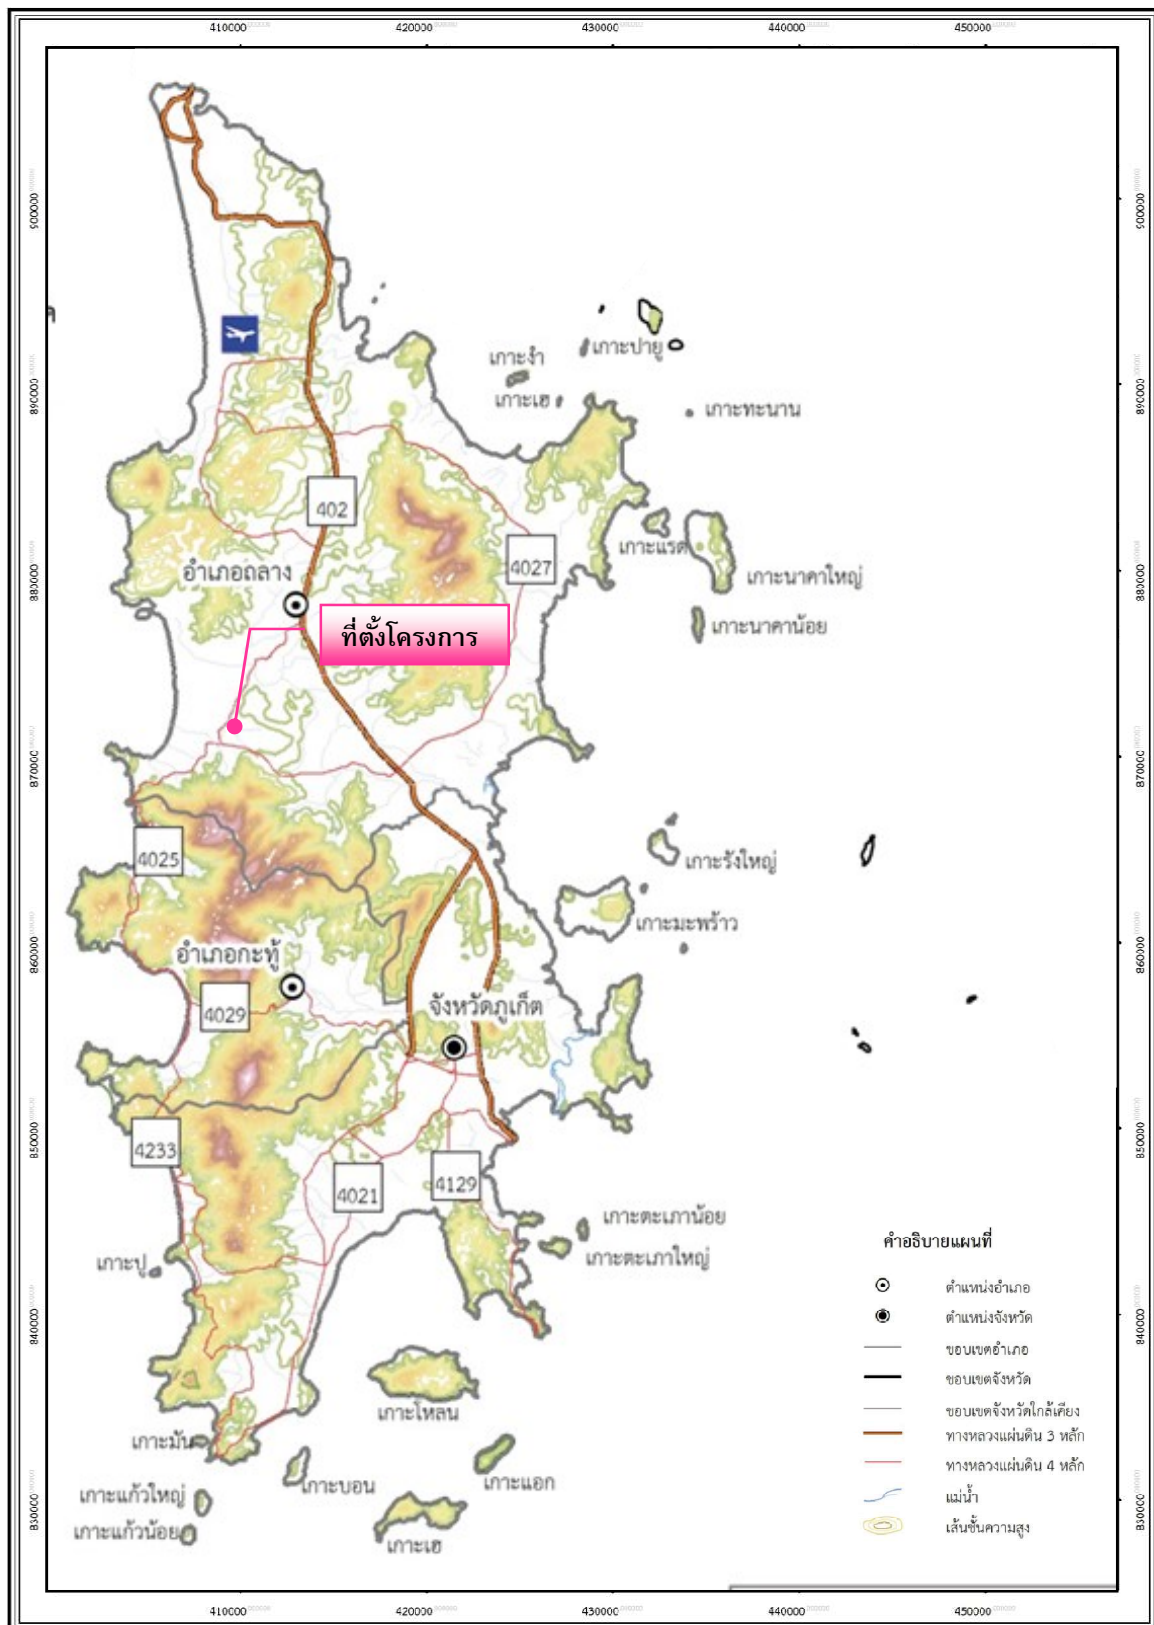 410000
420000
430000
440000
450000
900000
900000
เกาะปายู
เกาะงำ
890000
890000
เกาะเฮ
เกาะทะนาน
402
เกาะแรด
4027
อำเภอถลาง
เกาะนาคาใหญ่
880000
880000
เกาะนาคาน้อย
ที่ตั้งโครงการ
870000
870000
4025
เกาะรังใหญ่
เกาะมะพร้าว
860000
860000
อำเภอกะทู้
4029
จังหวัดภูเก็ต
850000
850000
4233
4129
4021
เกาะตะเภาน้อย
เกาะตะเภาใหญ่
เกาะปู
คำอธิบายแผนที่
ตำแหน่งอำเภอ
ตำแหน่งจังหวัด
840000
840000
ขอบเขตอำเภอ
ขอบเขตจังหวัด
ขอบเขตจังหวัดใกล้เคียง
ทางหลวงแผ่นดิน 3 หลัก
ทางหลวงแผ่นดิน 4 หลัก
แม่น้ำ
เส้นชั้นความสูง
เกาะโหลน
เกาะมัน
เกาะแอก
เกาะบอน
เกาะแก้วใหญ่
830000
830000
เกาะแก้วน้อย
เกาะเฮ
410000
420000
430000
440000
450000